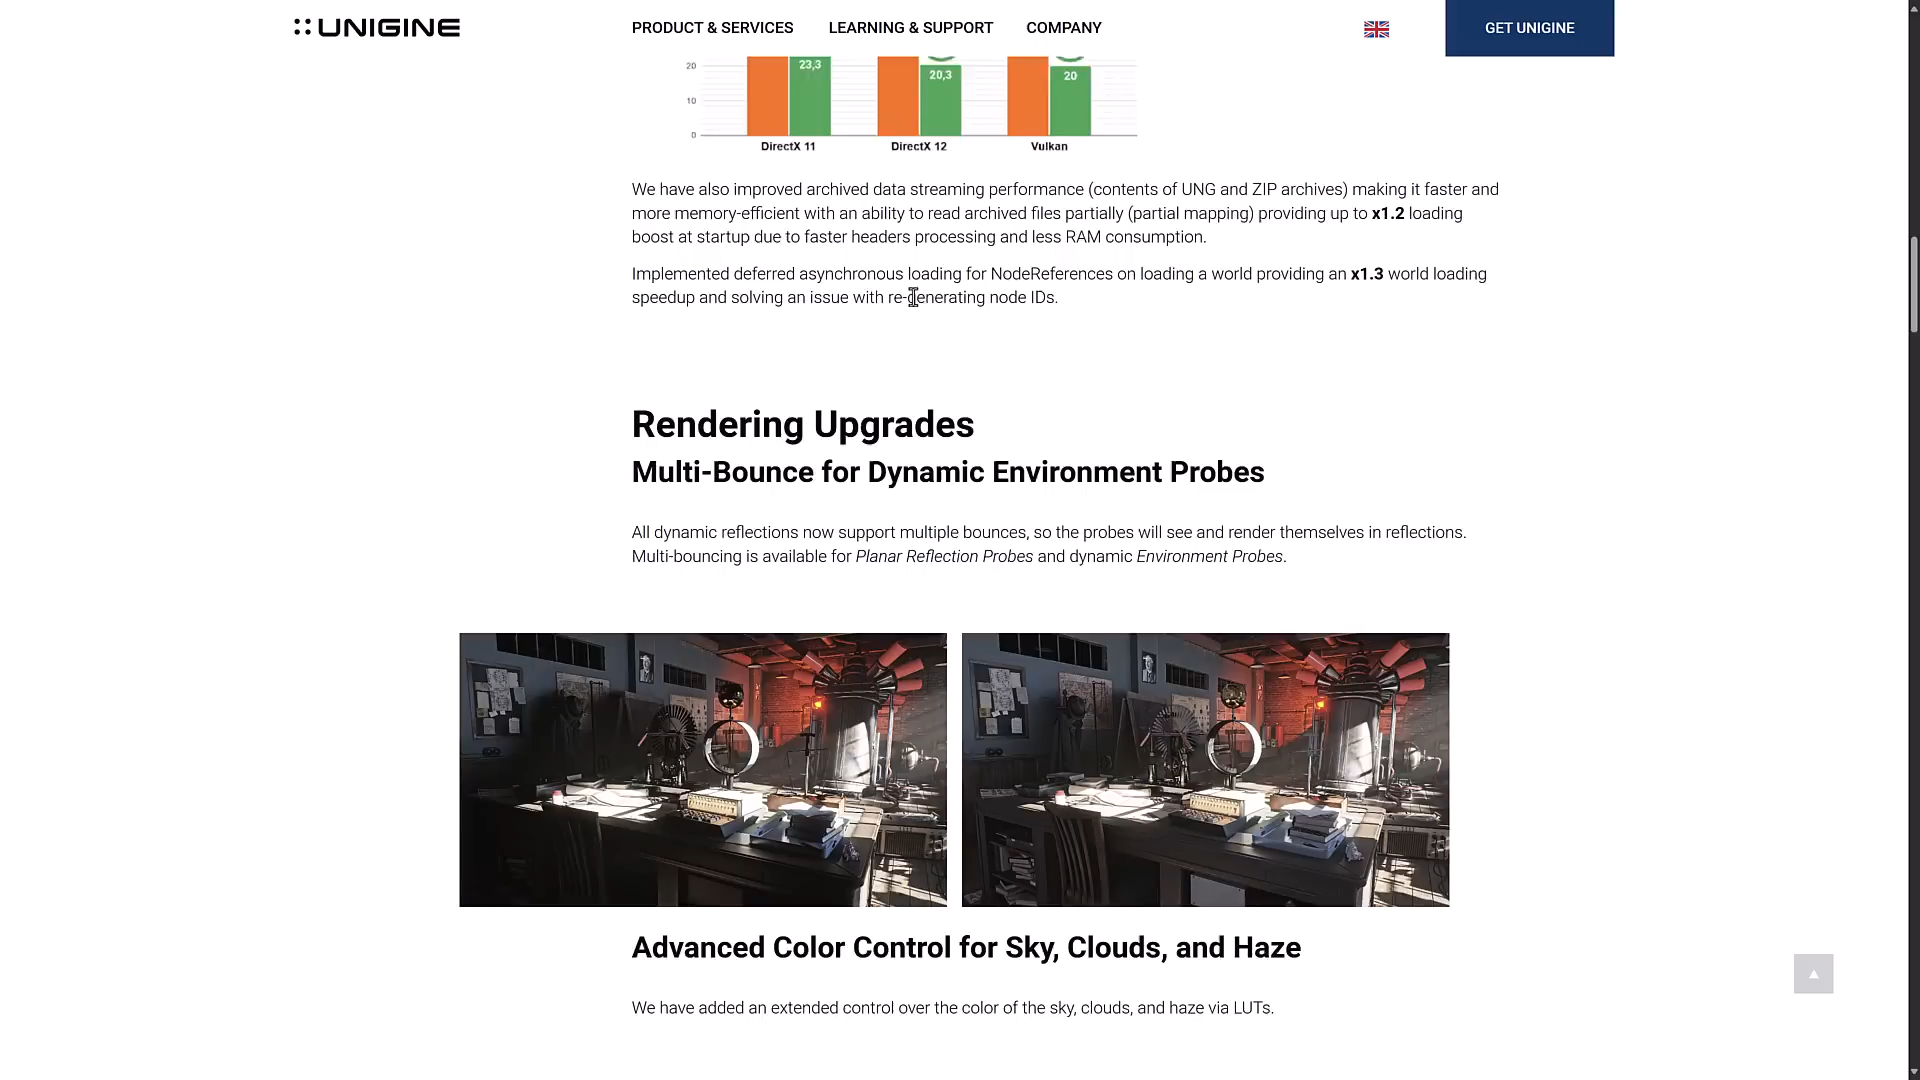 UNIGINE
PRODUCT & SERVICES
LEARNING & SUPPORT
COMPANY
GET UNIGINE
20
10
0
23,3
20,3
20
DirectX 11
DirectX 12
Vulkan
We have also improved archived data streaming performance (contents of UNG and ZIP archives) making it faster and
more memory-efficient with an ability to read archived files partially (partial mapping) providing up to x1.2 loading
boost at startup due to faster headers processing and less RAM consumption.
Implemented deferred asynchronous loading for NodeReferences on loading a world providing an x1.3 world loading
speedup and solving an issue with re-generating node IDs.
Rendering Upgrades
Multi-Bounce for Dynamic Environment Probes
All dynamic reflections now support multiple bounces, so the probes will see and render themselves in reflections.
Multi-bouncing is available for Planar Reflection Probes and dynamic Environment Probes.
Advanced Color Control for Sky, Clouds, and Haze
We have added an extended control over the color of the sky, clouds, and haze via LUTs.